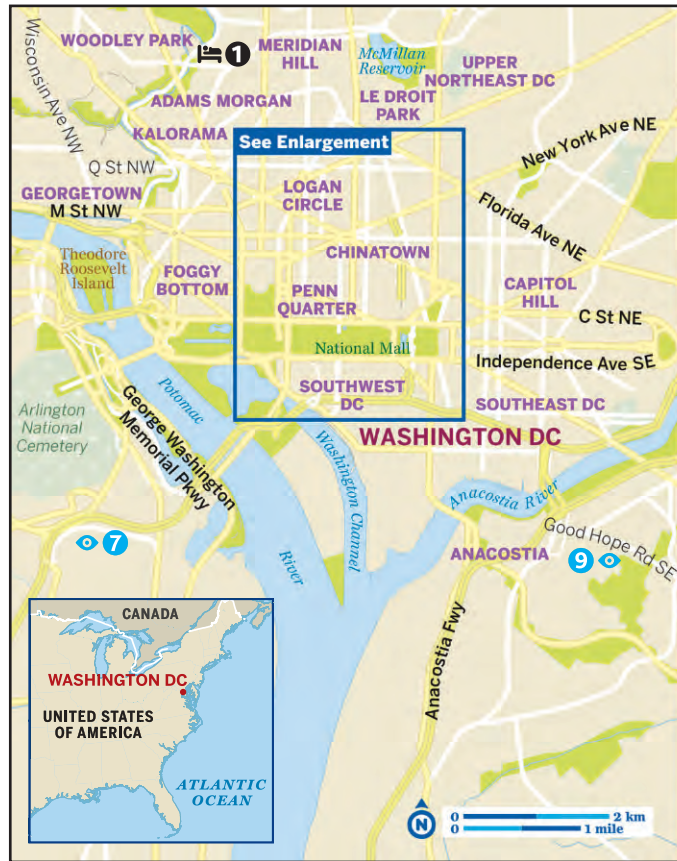 WOODLEY PARK
1
MERIDIAN
HILL
McMillan
Reservoir
UPPER
NORTHEAST DC
Wisconsin Ave NW
ADAMS MORGAN
LE DROIT
PARK
KALORAMA
See Enlargement
New York Ave NE
Q St NW
GEORGETOWN
M St NW
LOGAN
CIRCLE
Florida Ave NE
Theodore
Roosevelt
Island
FOGGY
BOTTOM
CHINATOWN
PENN
QUARTER
CAPITOL
HILL
C St NE
National Mall
Independence Ave SE
SOUTHWEST
DC
SOUTHEAST DC
Arlington
National
Cemetery
Potomac
George Washington
Memorial Pkwy
Washington Channel
WASHINGTON DC
Anacostia River
7
River
ANACOSTIA
Good Hope Rd SE
9
Anacostia Fwy
CANADA
WASHINGTON DC
UNITED STATES
OF AMERICA
ATLANTIC
OCEAN
N
0 2 km
0 1 mile